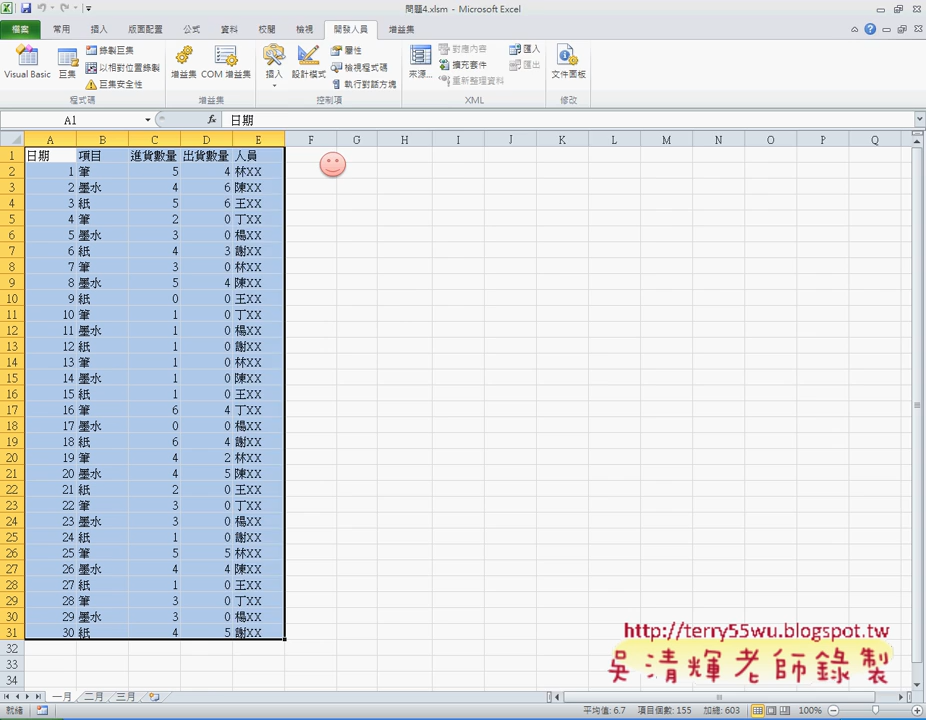 問題4.xlsm - Microsoft Excel
檔案 常用 插入 版面配置 公式 資料 校閱 檢視 開發人員 增益集
Visual Basic 巨集 錄製巨集 以相對位置錄製 巨集安全性 增益集 COM 增益集 插入 設計模式 屬性 檢視程式碼 執行對話方塊 來源... 對應內容 擴充套件 重新整理資料 匯入 匯出 文件面板
程式碼 增益集 控制項 XML 修改
A1 fx 日期
A B C D E F G H I J K L M N O P Q
1 日期 項目 進貨數量 出貨數量 人員
2 1 筆 5 4 林XX
3 2 墨水 4 6 陳XX
4 3 紙 5 6 王XX
5 4 筆 2 0 丁XX
6 5 墨水 3 0 楊XX
7 6 紙 4 3 謝XX
8 7 筆 3 0 林XX
9 8 墨水 5 4 陳XX
10 9 紙 0 0 王XX
11 10 筆 1 0 丁XX
12 11 墨水 1 0 楊XX
13 12 紙 1 0 謝XX
14 13 筆 1 0 林XX
15 14 墨水 1 0 陳XX
16 15 紙 1 0 王XX
17 16 筆 6 4 丁XX
18 17 墨水 0 0 楊XX
19 18 紙 6 4 謝XX
20 19 筆 4 2 林XX
21 20 墨水 4 5 陳XX
22 21 紙 2 0 王XX
23 22 筆 3 0 丁XX
24 23 墨水 3 0 楊XX
25 24 紙 1 0 謝XX
26 25 筆 5 5 林XX
27 26 墨水 4 4 陳XX
28 27 紙 1 0 王XX
29 28 筆 3 0 丁XX
30 29 墨水 3 0 楊XX
31 30 紙 4 5 謝XX
32
33
34
http://terry55wu.blogspot.tw
吳清輝老師錄製
一月 二月 三月
就緒 平均值: 6.7 項目個數: 155 加總: 603 100%